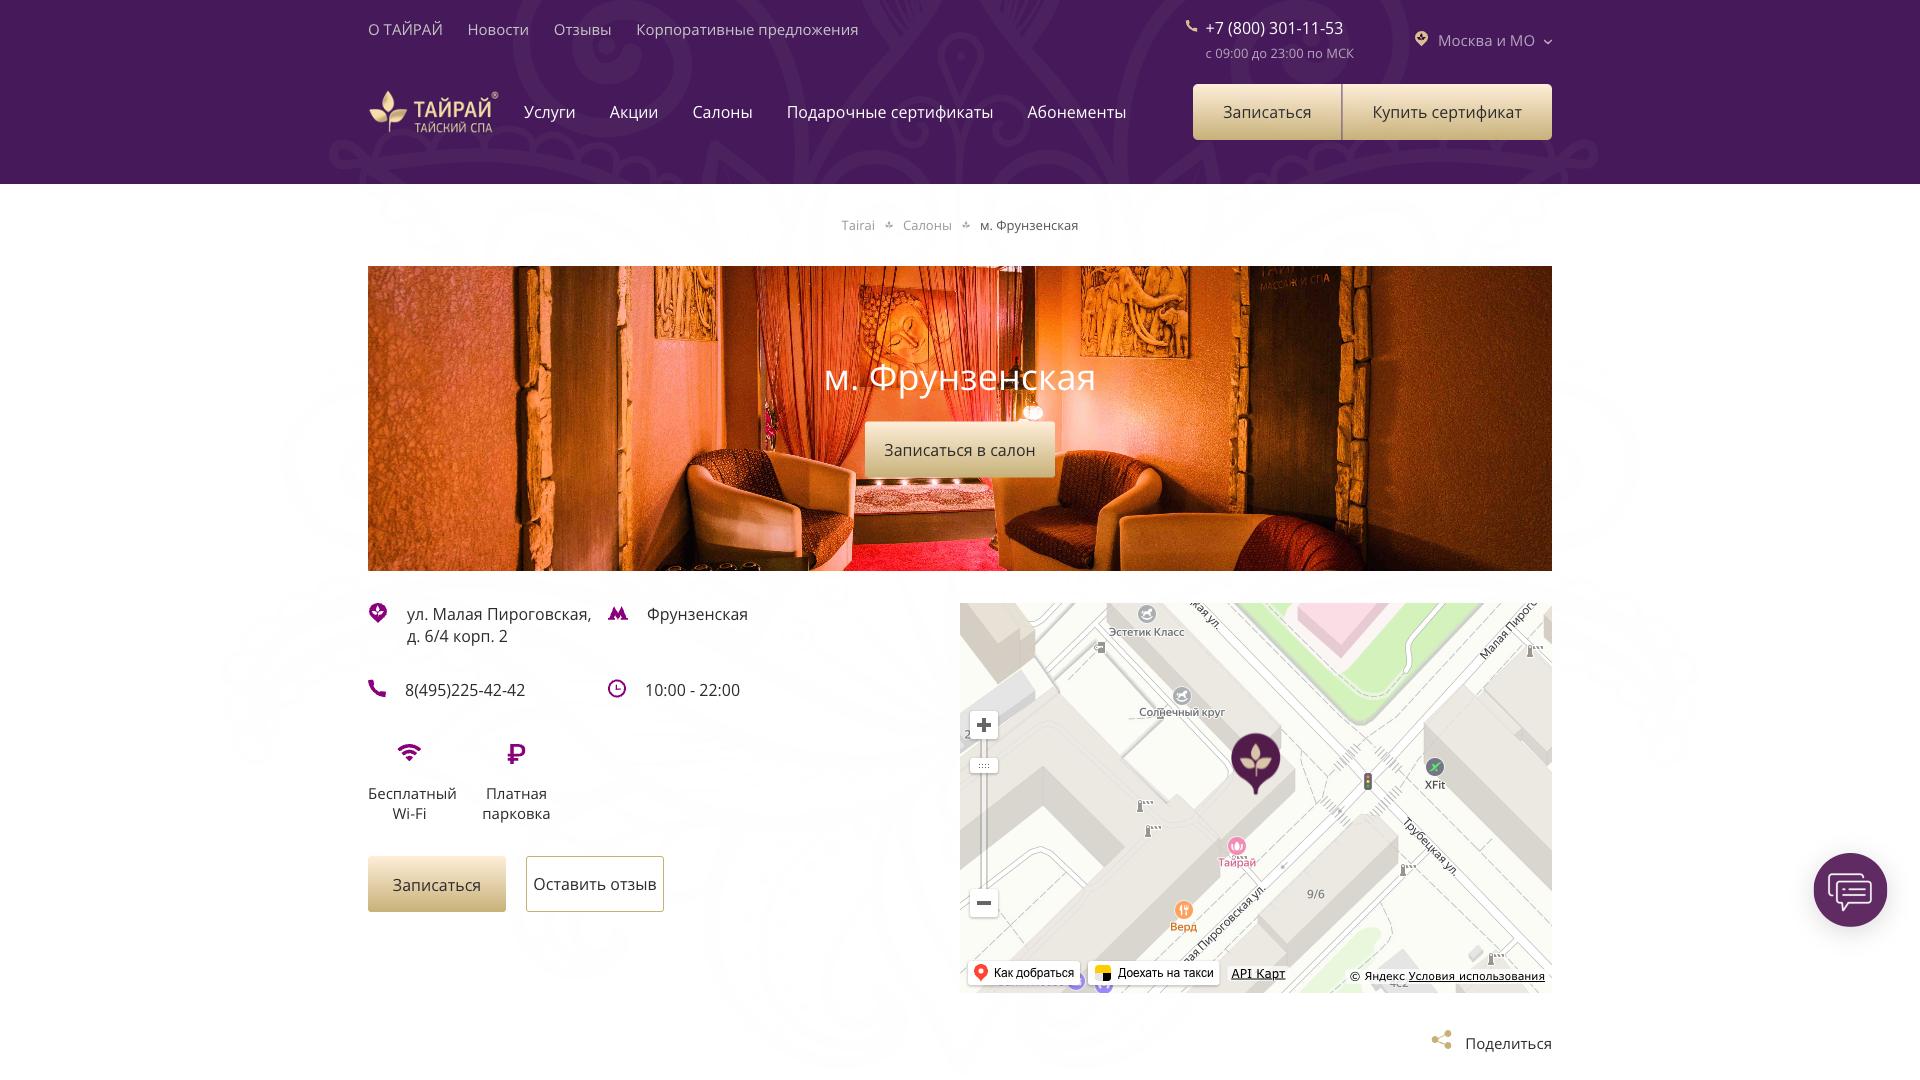 О ТАЙРАЙ
Новости
Отзывы
Корпоративные предложения
+7 (800) 301-11-53
с 09:00 до 23:00 по МСК
Москва и МО
ТАЙРАЙ®
ТАЙСКИЙ СПА
Услуги
Акции
Салоны
Подарочные сертификаты
Абонементы
Записаться
Купить сертификат
Tairai
Салоны
м. Фрунзенская
МАССАЖ И СПА
м. Фрунзенская
Записаться в салон
ул. Малая Пироговская,
д. 6/4 корп. 2
Фрунзенская
8(495)225-42-42
10:00 - 22:00
Бесплатный
Wi-Fi
Платная
парковка
Записаться
Оставить отзыв
Эстетик Класс
Солнечный круг
XFit
Трубецкая ул.
Тайрай
9/6
Верд
Как добраться
Доехать на такси
API Карт
© Яндекс Условия использования
Поделиться